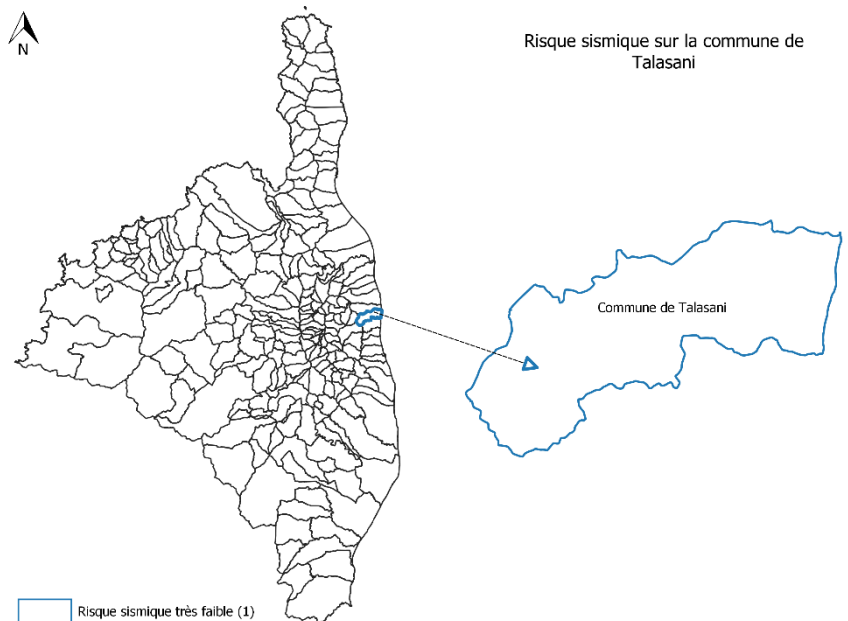 N
Risque sismique sur la commune de
Talasani
Commune de Talasani
Risque sismique très faible (1)